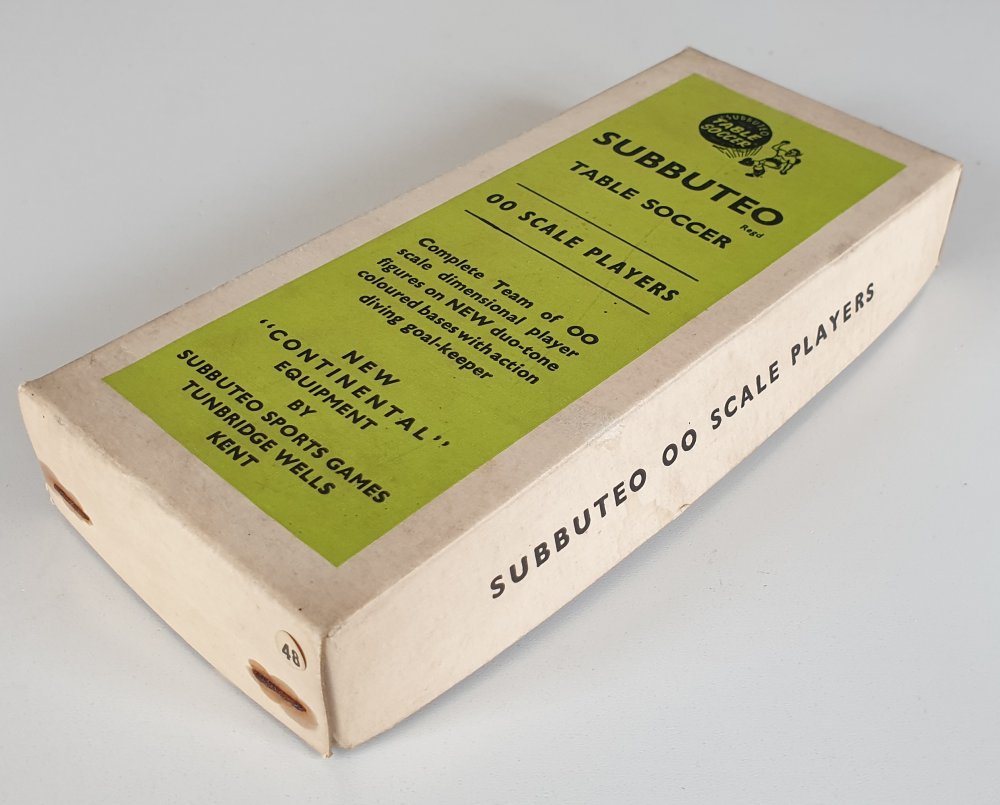 SUBBUTEO
TABLE
SOCCER
SUBBUTEO
Regd
TABLE SOCCER
OO SCALE PLAYERS
Complete Team of OO
scale dimensional player
figures on NEW duo-tone
coloured bases with action
diving goal-keeper
NEW
"CONTINENTAL"
EQUIPMENT
BY
SUBBUTEO SPORTS GAMES
TUNBRIDGE WELLS
KENT
SUBBUTEO OO SCALE PLAYERS
48